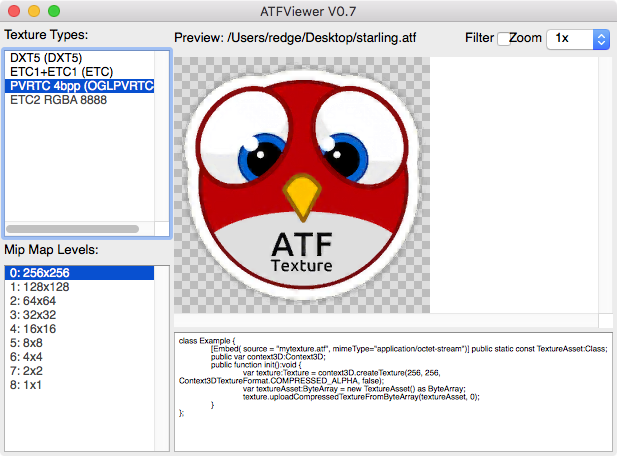 ATFViewer V0.7
Texture Types:
DXT5 (DXT5)
ETC1+ETC1 (ETC)
PVRTC 4bpp (OGLPVRTC
ETC2 RGBA 8888
Mip Map Levels:
0: 256x256
1: 128x128
2: 64x64
3: 32x32
4: 16x16
5: 8x8
6: 4x4
7: 2x2
8: 1x1
Preview: /Users/redge/Desktop/starling.atf
Filter Zoom 1x
ATF
Texture
class Example {
[Embed( source = "mytexture.atf", mimeType="application/octet-stream")] public static const TextureAsset:Class;
public var context3D:Context3D;
public function init():void {
var texture:Texture = context3D.createTexture(256, 256,
Context3DTextureFormat.COMPRESSED_ALPHA, false);
var textureAsset:ByteArray = new TextureAsset() as ByteArray;
texture.uploadCompressedTextureFromByteArray(textureAsset, 0);
}
};